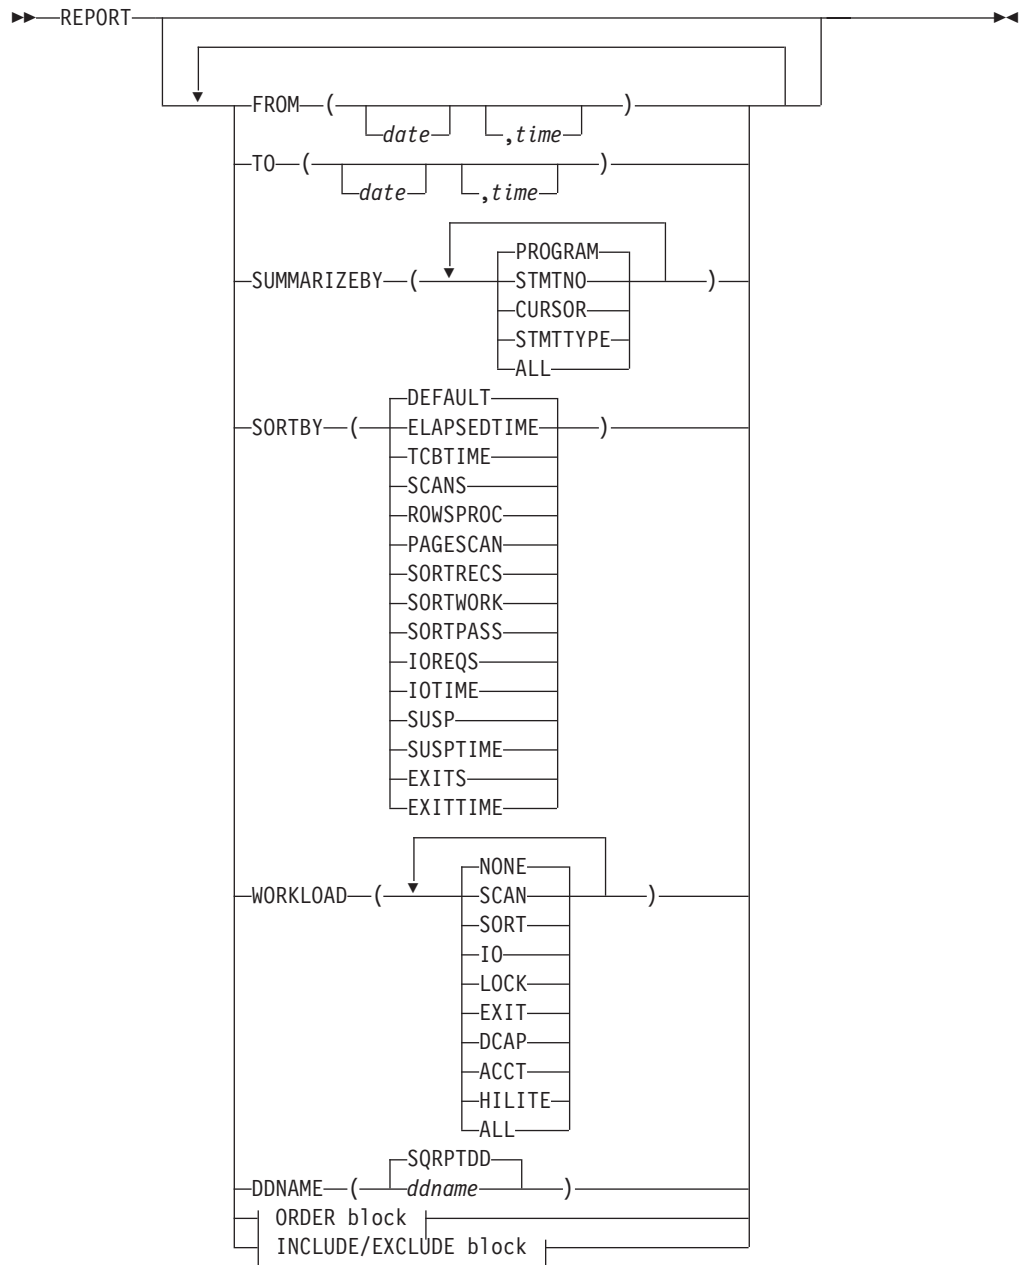 REPORT
FROM ( date ,time )
TO ( date ,time )
PROGRAM
SUMMARIZEBY ( STMTNO )
CURSOR
STMTTYPE
ALL
DEFAULT
SORTBY ( ELAPSEDTIME )
TCBTIME
SCANS
ROWSPROC
PAGESCAN
SORTRECS
SORTWORK
SORTPASS
IOREQS
IOTIME
SUSP
SUSPTIME
EXITS
EXITTIME
NONE
WORKLOAD ( SCAN )
SORT
IO
LOCK
EXIT
DCAP
ACCT
HILITE
ALL
SQRPTDD
DDNAME ( ddname )
ORDER block
INCLUDE/EXCLUDE block